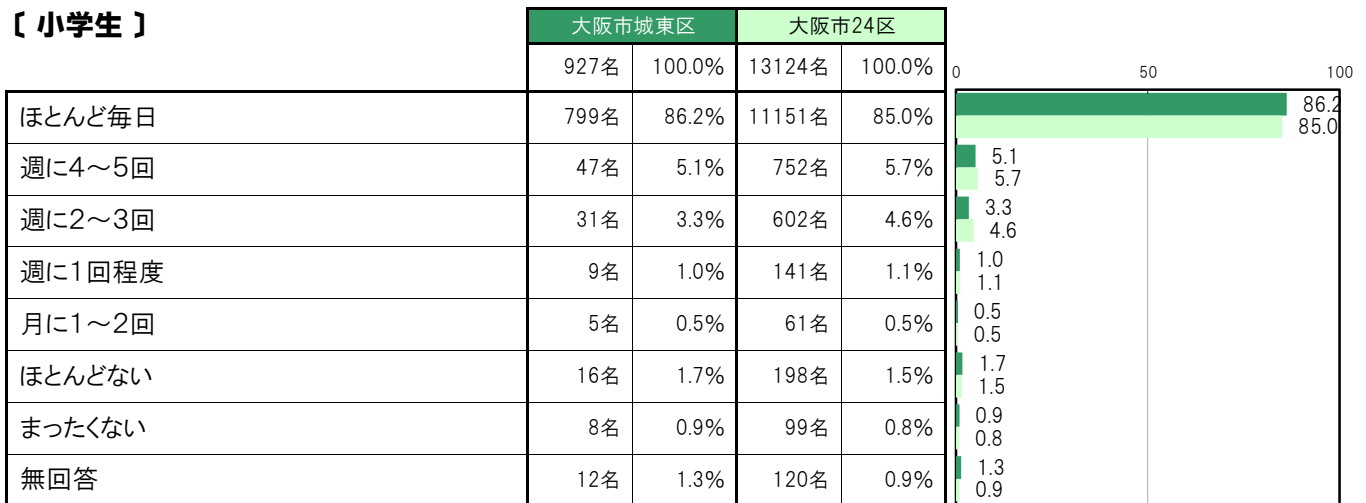 〔 小学生 〕
大阪市城東区 大阪市24区
927名 100.0% 13124名 100.0%
0 50 100
ほとんど毎日 799名 86.2% 11151名 85.0% 86.2
85.0
週に4～5回 47名 5.1% 752名 5.7% 5.1
5.7
週に2～3回 31名 3.3% 602名 4.6% 3.3
4.6
週に1回程度 9名 1.0% 141名 1.1% 1.0
1.1
月に1～2回 5名 0.5% 61名 0.5% 0.5
0.5
ほとんどない 16名 1.7% 198名 1.5% 1.7
1.5
まったくない 8名 0.9% 99名 0.8% 0.9
0.8
無回答 12名 1.3% 120名 0.9% 1.3
0.9